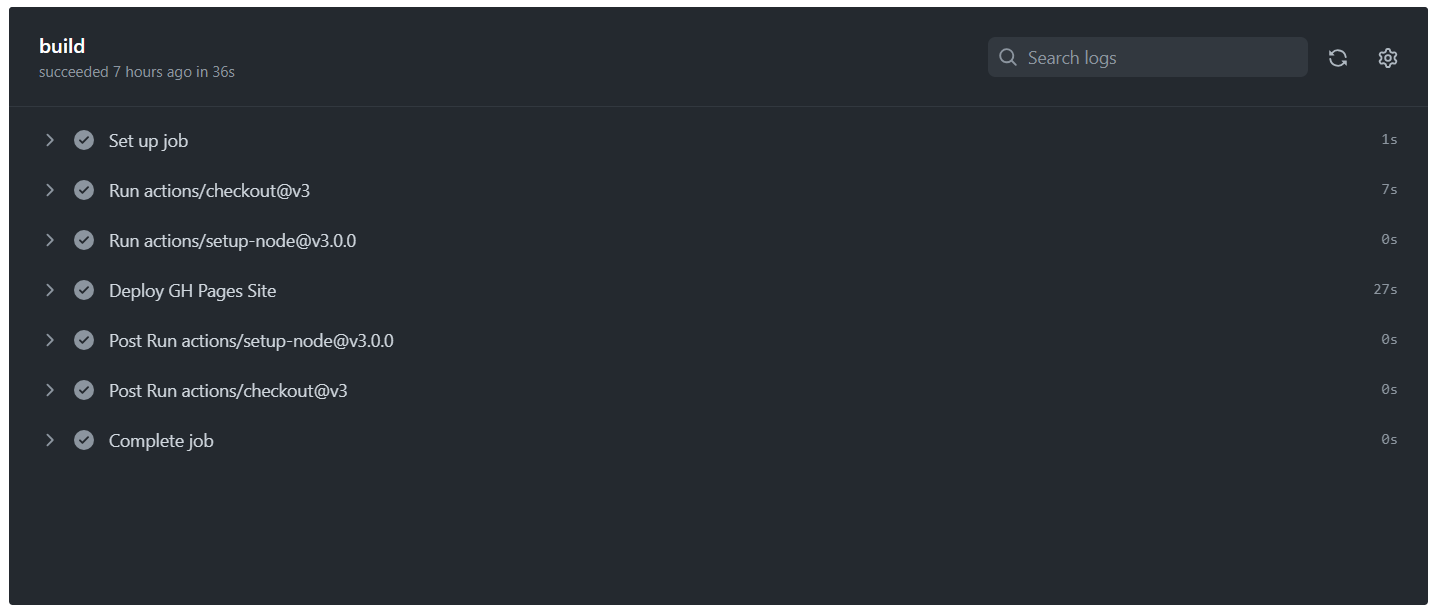 build
succeeded 7 hours ago in 36s
Search logs
Set up job 1s
Run actions/checkout@v3 7s
Run actions/setup-node@v3.0.0 0s
Deploy GH Pages Site 27s
Post Run actions/setup-node@v3.0.0 0s
Post Run actions/checkout@v3 0s
Complete job 0s